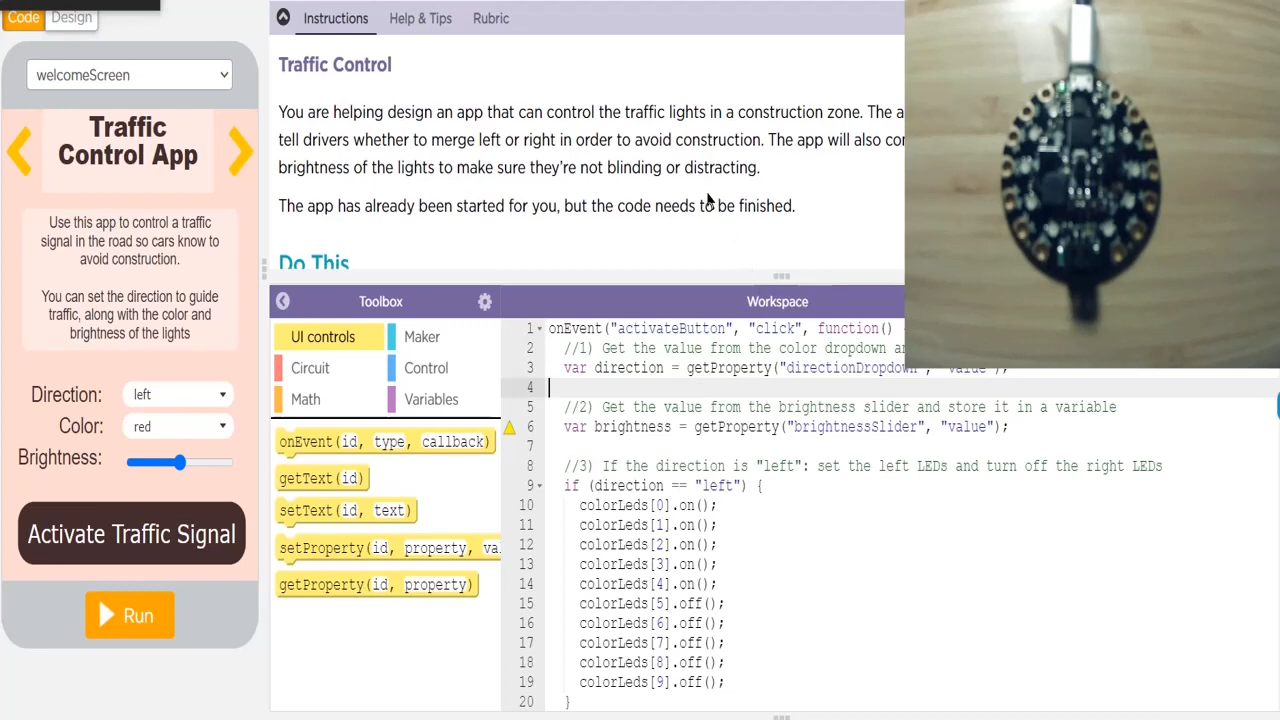 Code Design
welcomeScreen
Traffic
Control App
Use this app to control a traffic
signal in the road so cars know to
avoid construction.
You can set the direction to guide
traffic, along with the color and
brightness of the lights
Direction: left
Color: red
Brightness:
Activate Traffic Signal
Run
Instructions Help & Tips Rubric
Traffic Control
You are helping design an app that can control the traffic lights in a construction zone. The a
tell drivers whether to merge left or right in order to avoid construction. The app will also cor
brightness of the lights to make sure they're not blinding or distracting.
The app has already been started for you, but the code needs to be finished.
Do This
Toolbox
UI controls Maker
Circuit Control
Math Variables
onEvent(id, type, callback)
getText(id)
setText(id, text)
setProperty(id, property, va
getProperty(id, property)
Workspace
1 onEvent("activateButton", "click", function()
2 //1) Get the value from the color dropdown an
3 var direction = getProperty("directionDropdown", "value");
4
5 //2) Get the value from the brightness slider and store it in a variable
6 var brightness = getProperty("brightnessSlider", "value");
7
8 //3) If the direction is "left": set the left LEDs and turn off the right LEDs
9 if (direction == "left") {
10 colorLeds[0].on();
11 colorLeds[1].on();
12 colorLeds[2].on();
13 colorLeds[3].on();
14 colorLeds[4].on();
15 colorLeds[5].off();
16 colorLeds[6].off();
17 colorLeds[7].off();
18 colorLeds[8].off();
19 colorLeds[9].off();
20 }